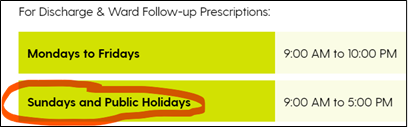 For Discharge & Ward Follow-up Prescriptions:
Mondays to Fridays 9:00 AM to 10:00 PM
Sundays and Public Holidays 9:00 AM to 5:00 PM